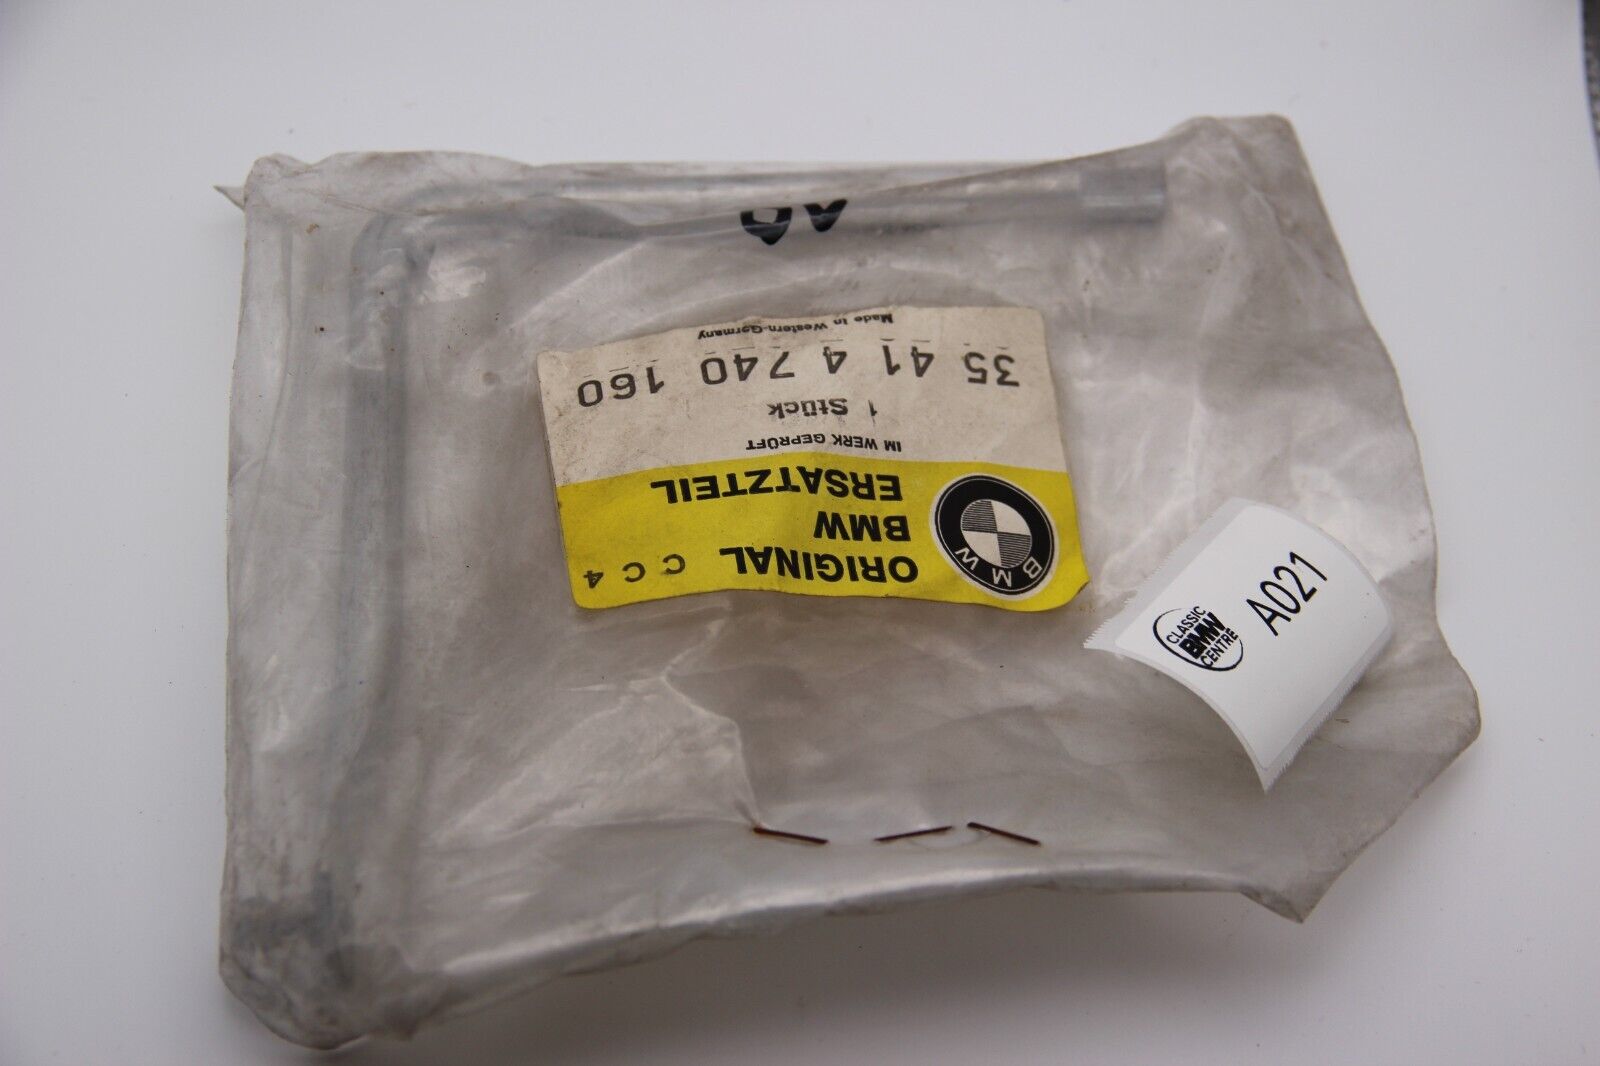 ORIGINAL C C 4
BMW
ERSATZTEIL
BMW
IM WERK GEPRÜFT
1 Stück
35 41 4 740 160
Made in Western-Germany
CLASSIC
BMW
CENTRE
A021